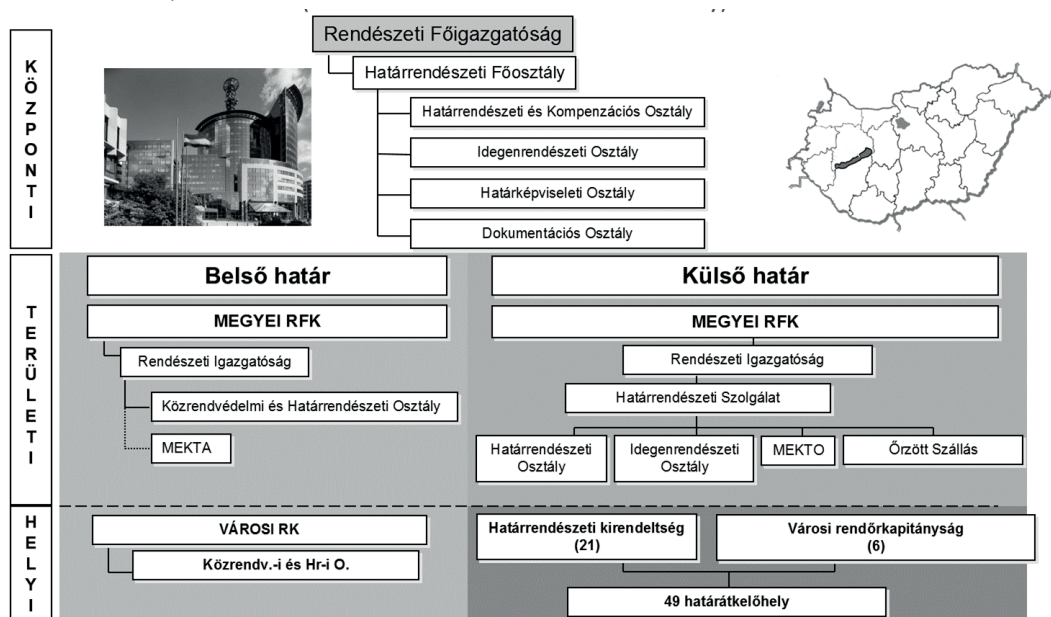 KÖZPONTI
Rendészeti Főigazgatóság
Határrendészeti Főosztály
Határrendészeti és Kompenzációs Osztály
Idegenrendészeti Osztály
Határképviseleti Osztály
Dokumentációs Osztály
TERÜLETI
Belső határ
MEGYEI RFK
Rendészeti Igazgatóság
Közrendvédelmi és Határrendészeti Osztály
MEKTA
Külső határ
MEGYEI RFK
Rendészeti Igazgatóság
Határrendészeti Szolgálat
Határrendészeti
Osztály
Idegenrendészeti
Osztály
MEKTO
Őrzött Szállás
HELYI
VÁROSI RK
Közrendv.-i és Hr-i O.
Határrendészeti kirendeltség
(21)
Városi rendőrkapitányság
(6)
49 határátkelőhely